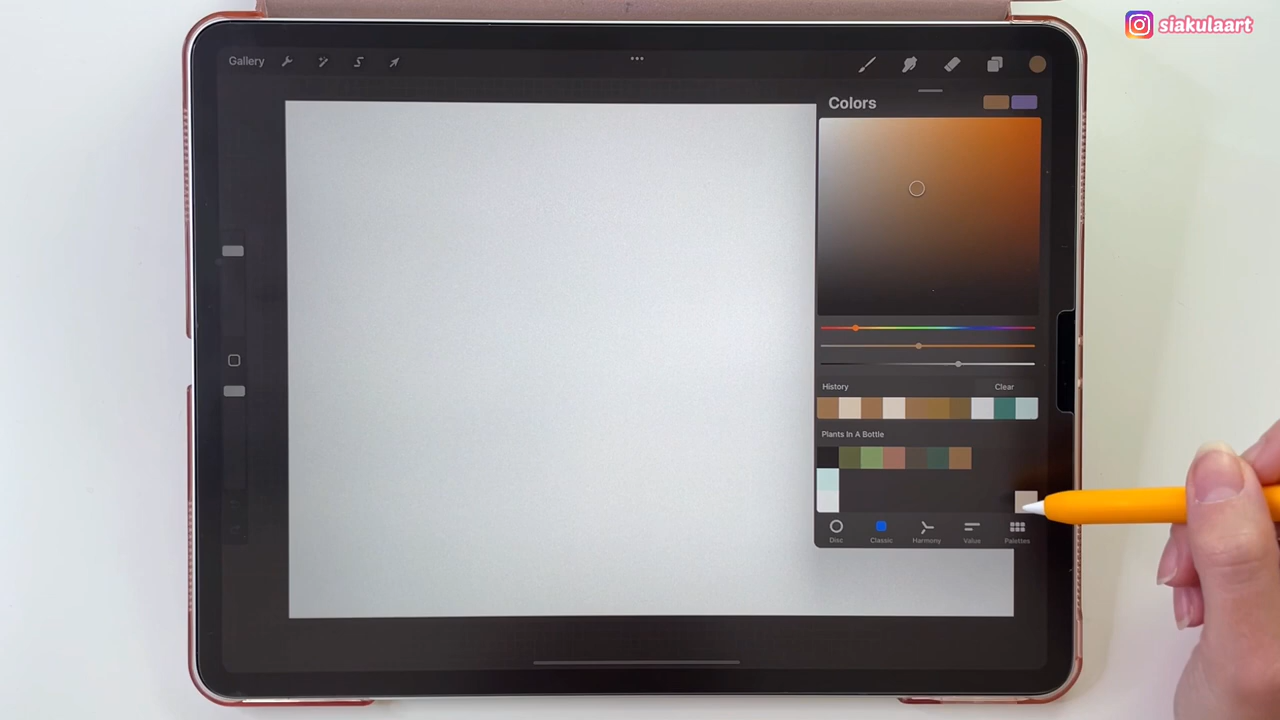 siakulaart
Gallery
Colors
History
Clear
Plants In A Bottle
Disc
Classic
Harmony
Value
Palettes